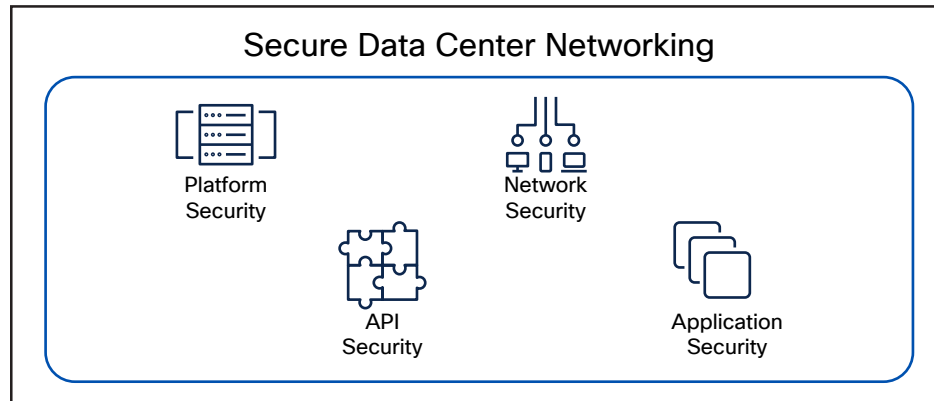 Secure Data Center Networking
Platform
Security
Network
Security
API
Security
Application
Security